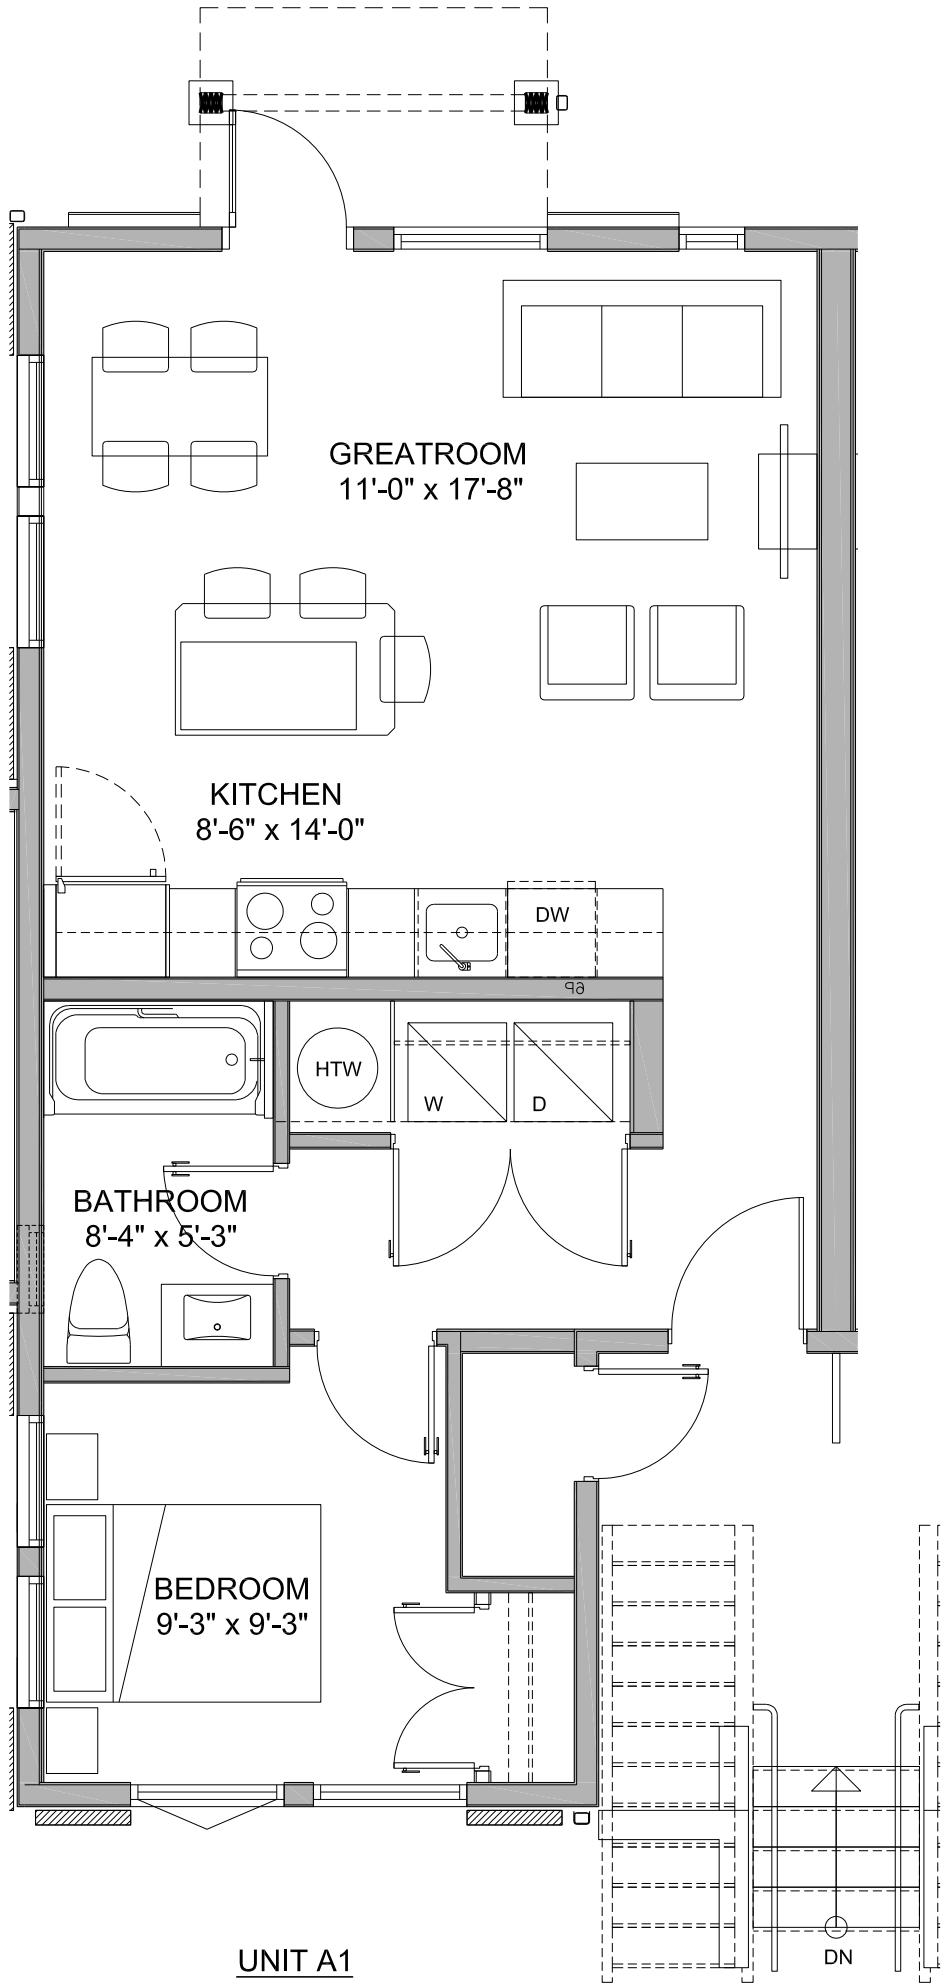 GREATROOM
11'-0" x 17'-8"
KITCHEN
8'-6" x 14'-0"
DW
6P
HTW
W
D
BATHROOM
8'-4" x 5'-3"
BEDROOM
9'-3" x 9'-3"
DN
UNIT A1